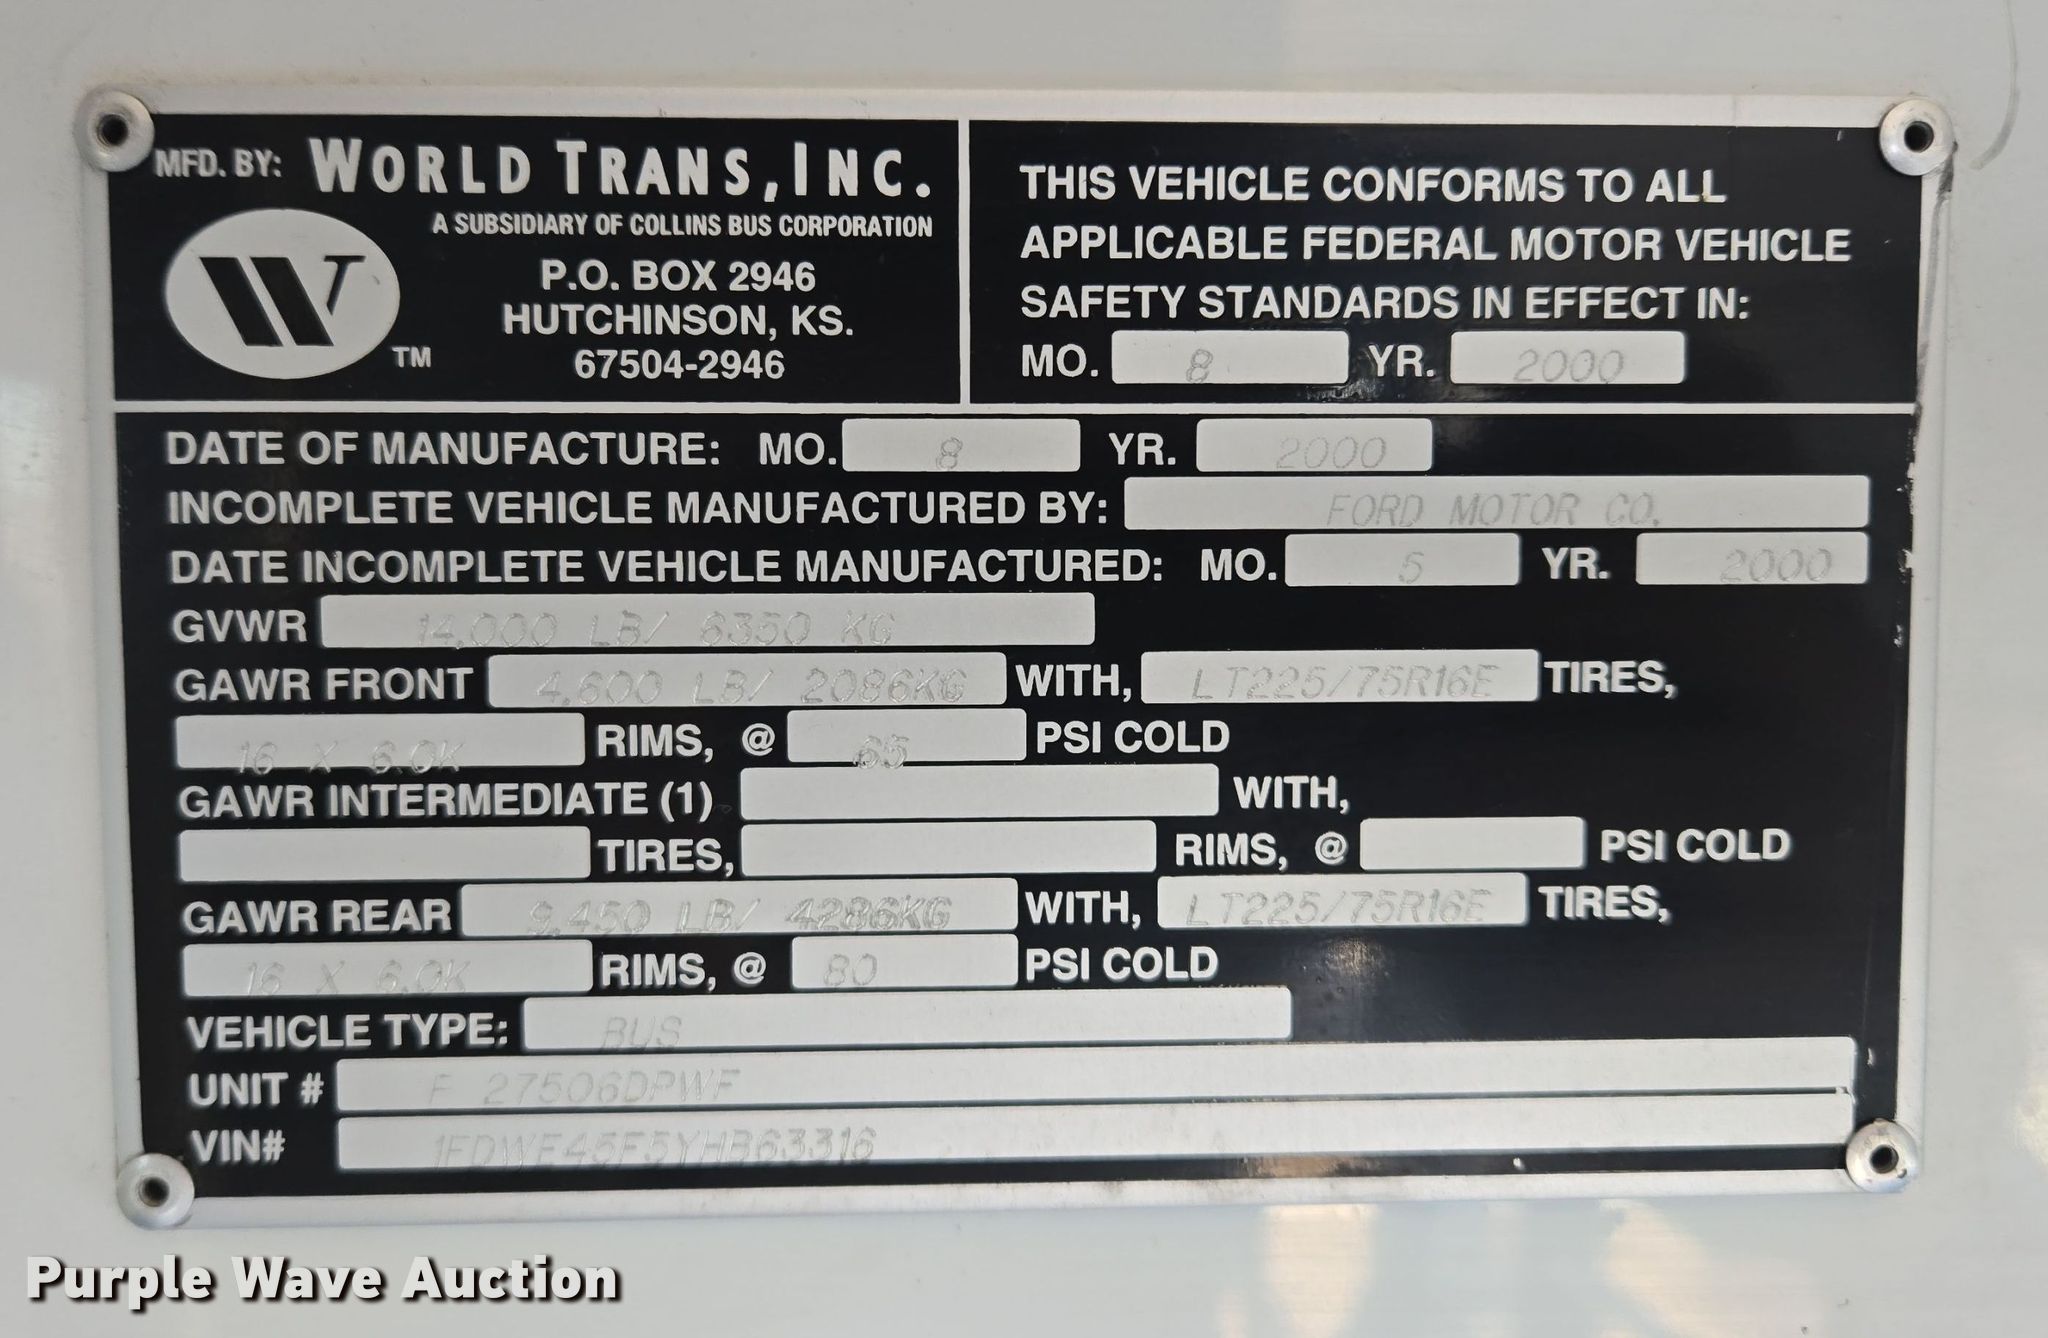 MFD. BY: WORLD TRANS, INC.
A SUBSIDIARY OF COLLINS BUS CORPORATION
W TM
P.O. BOX 2946
HUTCHINSON, KS.
67504-2946
THIS VEHICLE CONFORMS TO ALL
APPLICABLE FEDERAL MOTOR VEHICLE
SAFETY STANDARDS IN EFFECT IN:
MO. 8 YR. 2000
DATE OF MANUFACTURE: MO. 8 YR. 2000
INCOMPLETE VEHICLE MANUFACTURED BY: FORD MOTOR CO.
DATE INCOMPLETE VEHICLE MANUFACTURED: MO. 5 YR. 2000
GVWR 14,000 LB/ 6350 KG
GAWR FRONT 4,600 LB/ 2086KG WITH, LT225/75R16E TIRES,
16 X 6.0K RIMS, @ 65 PSI COLD
GAWR INTERMEDIATE (1) WITH,
TIRES, RIMS, @ PSI COLD
GAWR REAR 9,450 LB/ 4286KG WITH, LT225/75R16E TIRES,
16 X 6.0K RIMS, @ 80 PSI COLD
VEHICLE TYPE: BUS
UNIT # F 27506DPWF
VIN# 1FDWE45F5YHB63316
Purple Wave Auction